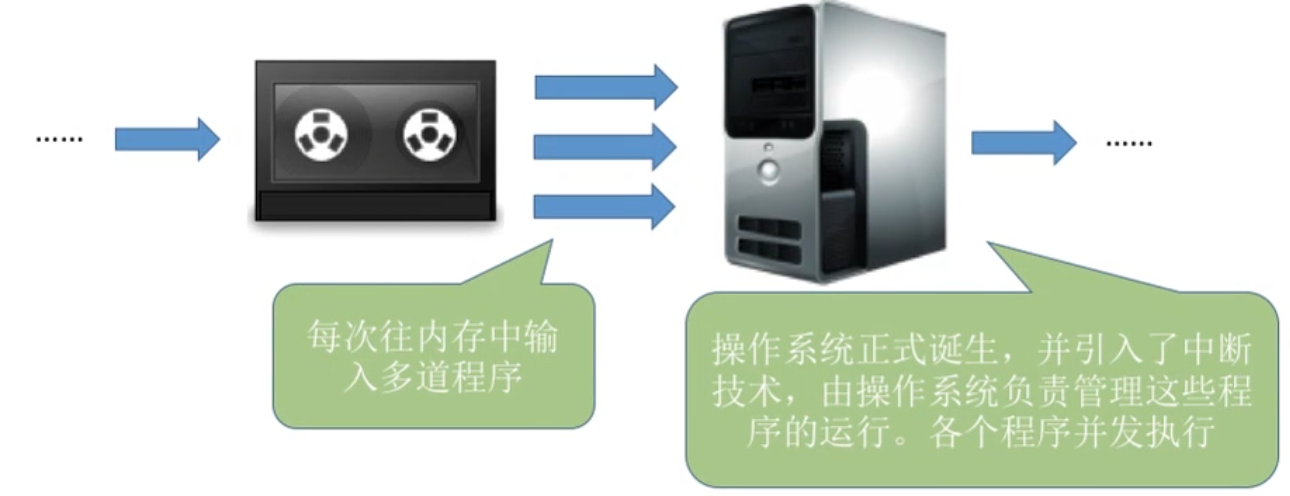 ……
……
每次往内存中输
入多道程序
操作系统正式诞生，并引入了中断
技术，由操作系统负责管理这些程
序的运行。各个程序并发执行